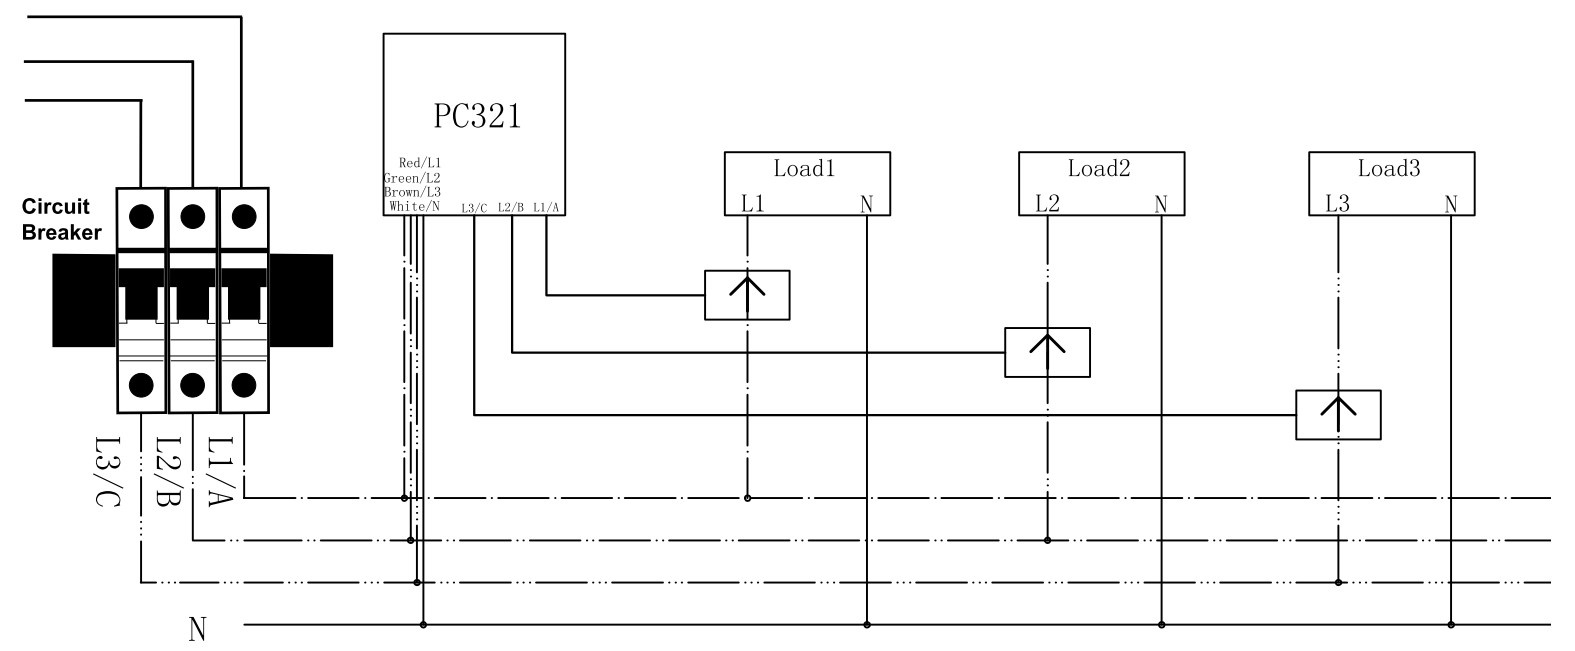 PC321
Red/L1
Green/L2
Brown/L3
White/N
L3/C L2/B L1/A
Load1
L1 N
Load2
L2 N
Load3
L3 N
Circuit
Breaker
L3/C
L2/B
L1/A
N